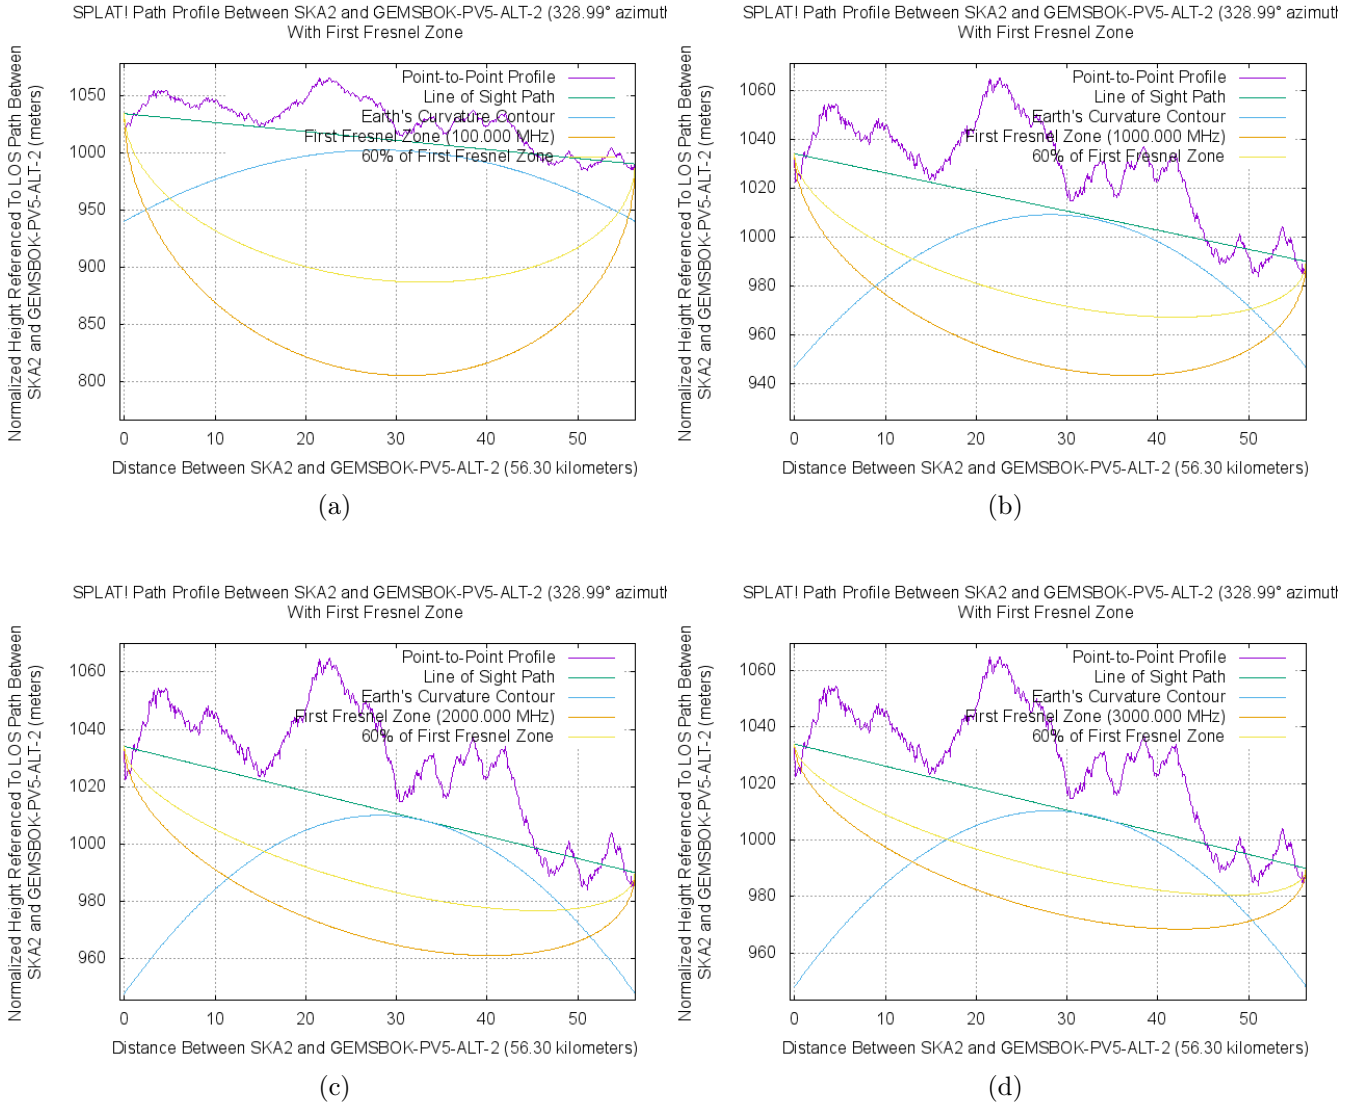 SPLAT! Path Profile Between SKA2 and GEMSBOK-PV5-ALT-2 (328.99° azimuth
With First Fresnel Zone
Normalized Height Referenced To LOS Path Between
SKA2 and GEMSBOK-PV5-ALT-2 (meters)
Point-to-Point Profile
Line of Sight Path
Earth's Curvature Contour
First Fresnel Zone (100.000 MHz)
60% of First Fresnel Zone
1050
1000
950
900
850
800
0 10 20 30 40 50
Distance Between SKA2 and GEMSBOK-PV5-ALT-2 (56.30 kilometers)
(a)
SPLAT! Path Profile Between SKA2 and GEMSBOK-PV5-ALT-2 (328.99° azimut
With First Fresnel Zone
Normalized Height Referenced To LOS Path Between
SKA2 and GEMSBOK-PV5-ALT-2 (meters)
Point-to-Point Profile
Line of Sight Path
Earth's Curvature Contour
First Fresnel Zone (1000.000 MHz)
60% of First Fresnel Zone
1060
1040
1020
1000
980
960
940
0 10 20 30 40 50
Distance Between SKA2 and GEMSBOK-PV5-ALT-2 (56.30 kilometers)
(b)
SPLAT! Path Profile Between SKA2 and GEMSBOK-PV5-ALT-2 (328.99° azimuth
With First Fresnel Zone
Normalized Height Referenced To LOS Path Between
SKA2 and GEMSBOK-PV5-ALT-2 (meters)
Point-to-Point Profile
Line of Sight Path
Earth's Curvature Contour
First Fresnel Zone (2000.000 MHz)
60% of First Fresnel Zone
1060
1040
1020
1000
980
960
0 10 20 30 40 50
Distance Between SKA2 and GEMSBOK-PV5-ALT-2 (56.30 kilometers)
(c)
SPLAT! Path Profile Between SKA2 and GEMSBOK-PV5-ALT-2 (328.99° azimut
With First Fresnel Zone
Normalized Height Referenced To LOS Path Between
SKA2 and GEMSBOK-PV5-ALT-2 (meters)
Point-to-Point Profile
Line of Sight Path
Earth's Curvature Contour
First Fresnel Zone (3000.000 MHz)
60% of First Fresnel Zone
1060
1040
1020
1000
980
960
0 10 20 30 40 50
Distance Between SKA2 and GEMSBOK-PV5-ALT-2 (56.30 kilometers)
(d)